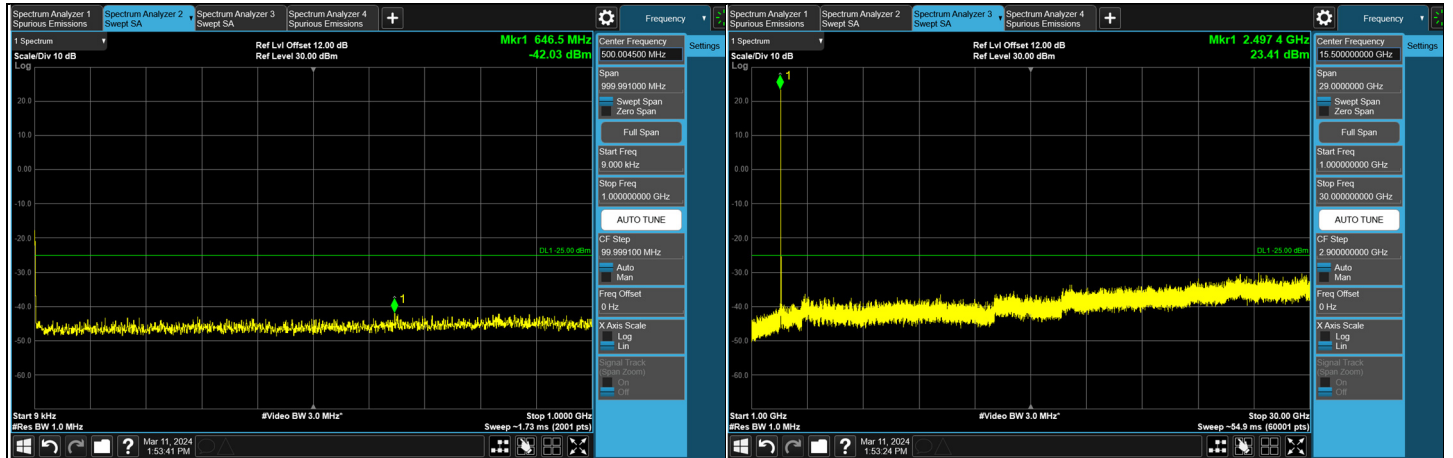 Spectrum Analyzer 1
Spurious Emissions
Spectrum Analyzer 2
Swept SA
Spectrum Analyzer 3
Swept SA
Spectrum Analyzer 4
Spurious Emissions
+
Frequency
1 Spectrum
Scale/Div 10 dB
Log
Ref Lvl Offset 12.00 dB
Ref Level 30.00 dBm
Mkr1 646.5 MHz
-42.03 dBm
20.0
10.0
0.00
-10.0
-20.0
-30.0
-40.0
-50.0
-60.0
DL1 -25.00 dBm
1
Start 9 kHz
#Res BW 1.0 MHz
#Video BW 3.0 MHz*
Stop 1.0000 GHz
Sweep ~1.73 ms (2001 pts)
Center Frequency
500.004500 MHz
Settings
Span
999.991000 MHz
Swept Span
Zero Span
Full Span
Start Freq
9.000 kHz
Stop Freq
1.000000000 GHz
AUTO TUNE
CF Step
99.999100 MHz
Auto
Man
Freq Offset
0 Hz
X Axis Scale
Log
Lin
Signal Track
(Span Zoom)
On
Off
?
Mar 11, 2024
1:53:41 PM
Spectrum Analyzer 1
Spurious Emissions
Spectrum Analyzer 2
Swept SA
Spectrum Analyzer 3
Swept SA
Spectrum Analyzer 4
Spurious Emissions
+
Frequency
1 Spectrum
Scale/Div 10 dB
Log
Ref Lvl Offset 12.00 dB
Ref Level 30.00 dBm
Mkr1 2.497 4 GHz
23.41 dBm
1
20.0
10.0
0.00
-10.0
-20.0
-30.0
-40.0
-50.0
-60.0
DL1 -25.00 dBm
Start 1.00 GHz
#Res BW 1.0 MHz
#Video BW 3.0 MHz*
Stop 30.00 GHz
Sweep ~54.9 ms (60001 pts)
Center Frequency
15.500000000 GHz
Settings
Span
29.0000000 GHz
Swept Span
Zero Span
Full Span
Start Freq
1.000000000 GHz
Stop Freq
30.000000000 GHz
AUTO TUNE
CF Step
2.900000000 GHz
Auto
Man
Freq Offset
0 Hz
X Axis Scale
Log
Lin
Signal Track
(Span Zoom)
On
Off
?
Mar 11, 2024
1:53:24 PM